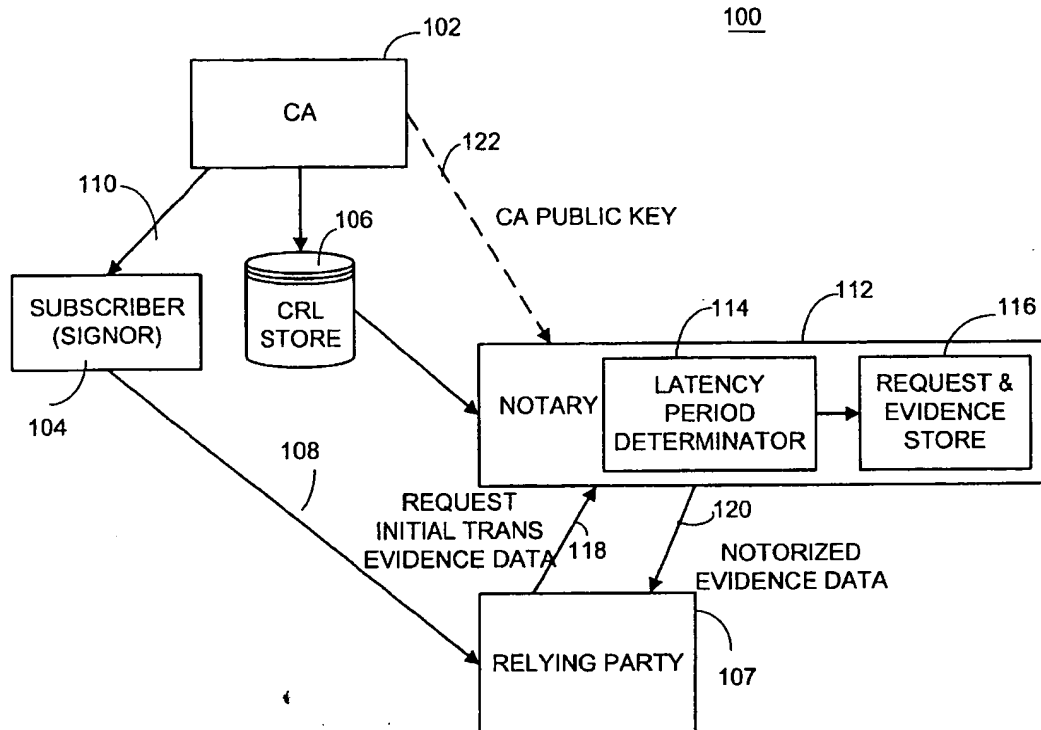 100
102
CA
122
110
CA PUBLIC KEY
106
SUBSCRIBER
(SIGNOR)
CRL
STORE
104
114
112
116
NOTARY
LATENCY
PERIOD
DETERMINATOR
REQUEST &
EVIDENCE
STORE
108
REQUEST
INITIAL TRANS
EVIDENCE DATA
118
120
NOTORIZED
EVIDENCE DATA
RELYING PARTY
107